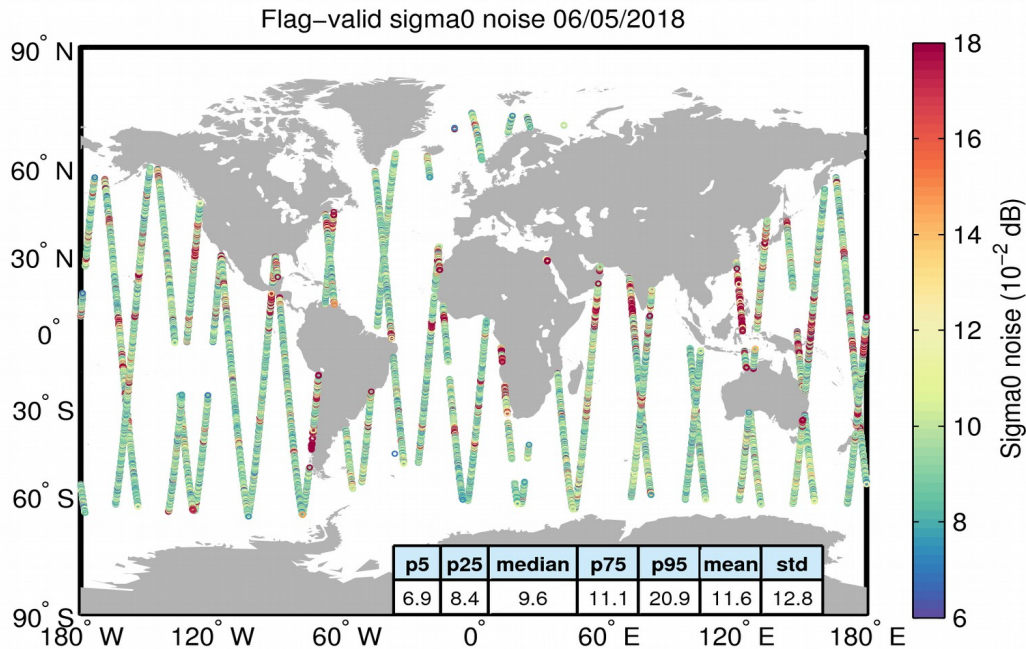 Flag−valid sigma0 noise 06/05/2018
90° N
60° N
30° N
0°
30° S
60° S
90° S
180° W
120° W
60° W
0°
60° E
120° E
180° E
p5 p25 median p75 p95 mean std
6.9 8.4 9.6 11.1 20.9 11.6 12.8
18
16
14
12
10
8
6
Sigma0 noise (10⁻² dB)